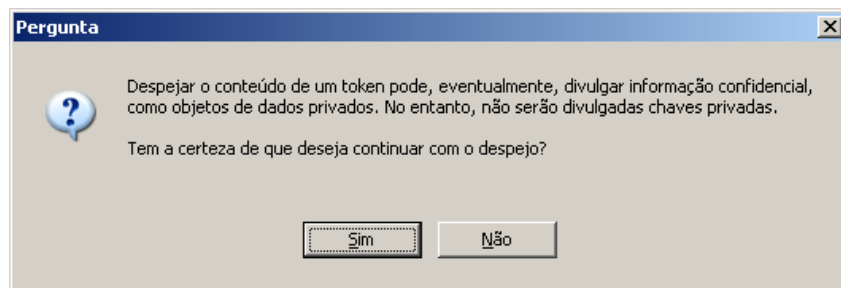 Pergunta
Despejar o conteúdo de um token pode, eventualmente, divulgar informação confidencial,
como objetos de dados privados. No entanto, não serão divulgadas chaves privadas.
Tem a certeza de que deseja continuar com o despejo?
Sim
Não